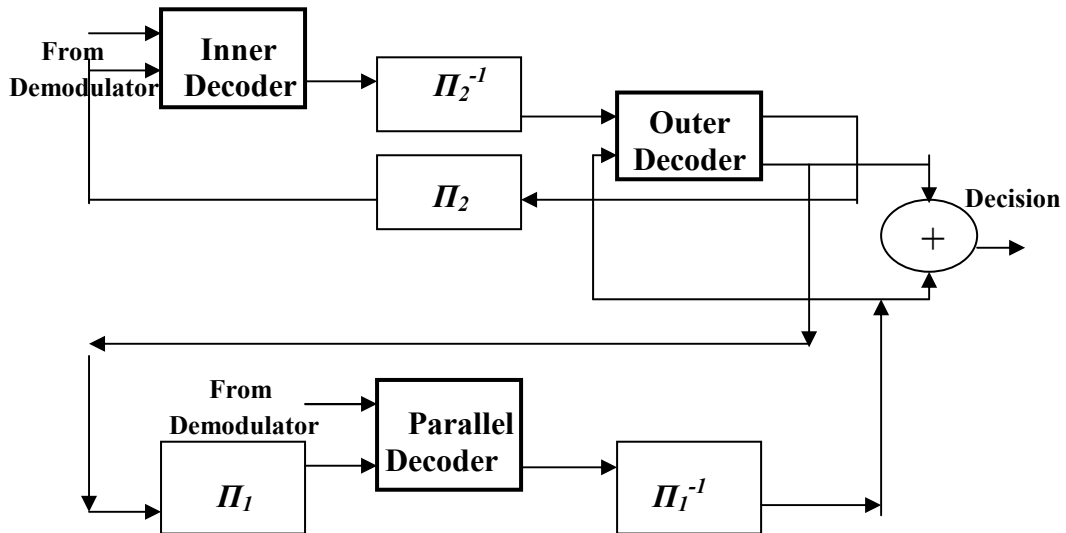 From
Demodulator
Inner
Decoder
Π₂⁻¹
Outer
Decoder
Π₂
Decision
+
From
Demodulator
Parallel
Decoder
Π₁
Π₁⁻¹